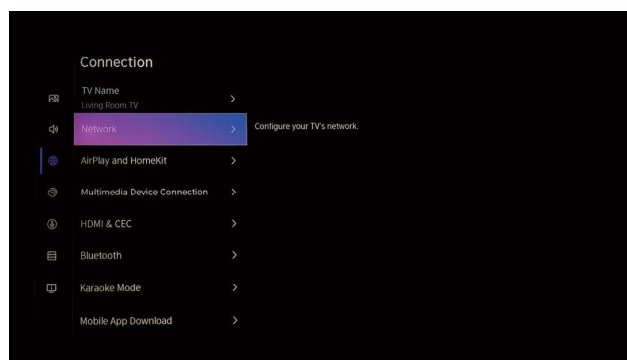 Connection
TV Name
Living Room TV
Network
Configure your TV's network.
AirPlay and HomeKit
Multimedia Device Connection
HDMI & CEC
Bluetooth
Karaoke Mode
Mobile App Download